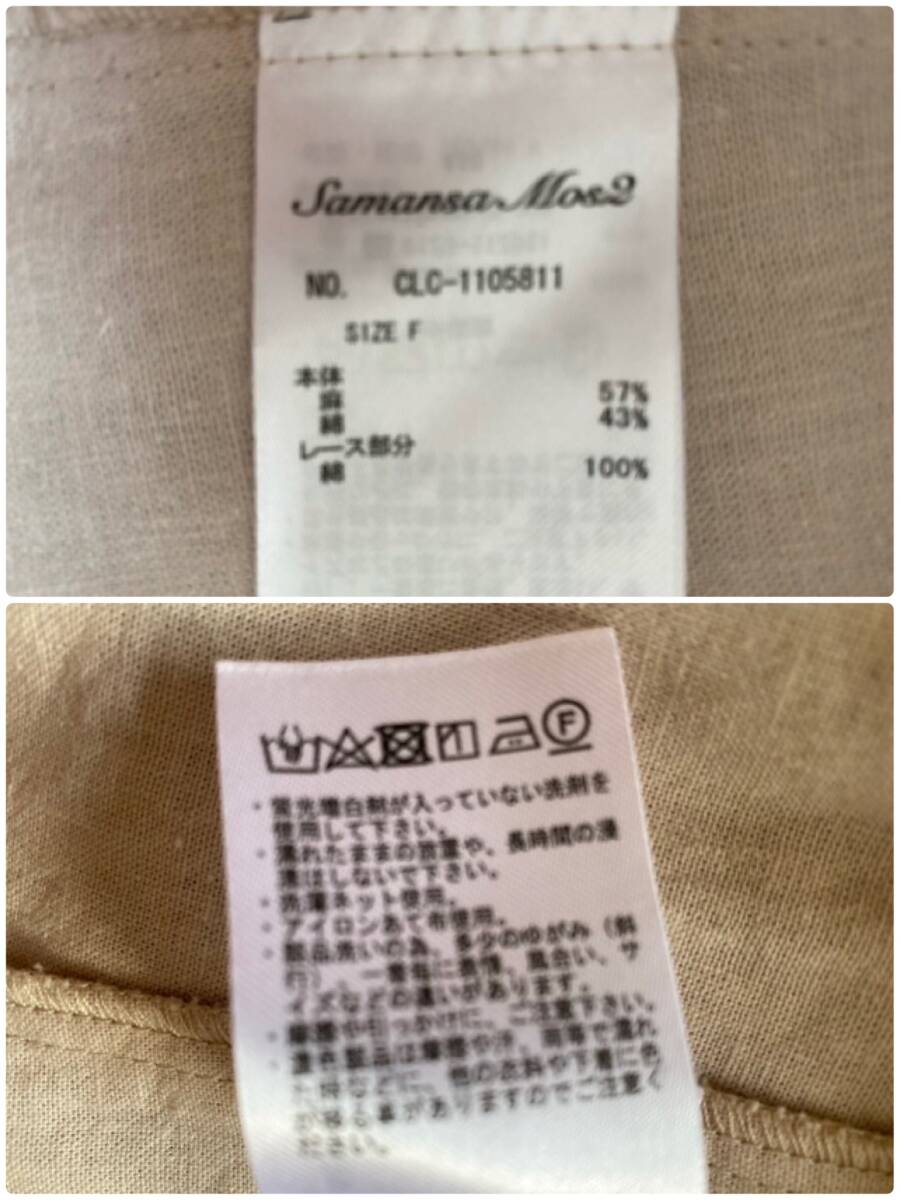 Samansa Mos2
NO. CLC-1105811
SIZE F
本体
麻 57%
綿 43%
レース部分
綿 100%
F
・蛍光増白剤が入っていない洗剤を
使用して下さい。
・濡れたままの放置や、長時間の浸
漬はしないで下さい。
・洗濯ネット使用。
・アイロンあて布使用。
・製品洗いの為、多少のゆがみ（斜
行）、一着毎に表情、風合い、サ
イズなどの違いがあります。
・摩擦や引っかけに、ご注意下さい。
・濃色製品は摩擦や汗、雨等で濡れ
た時などに、他の衣料や下着に色
が移る事がありますのでご注意く
ださい。